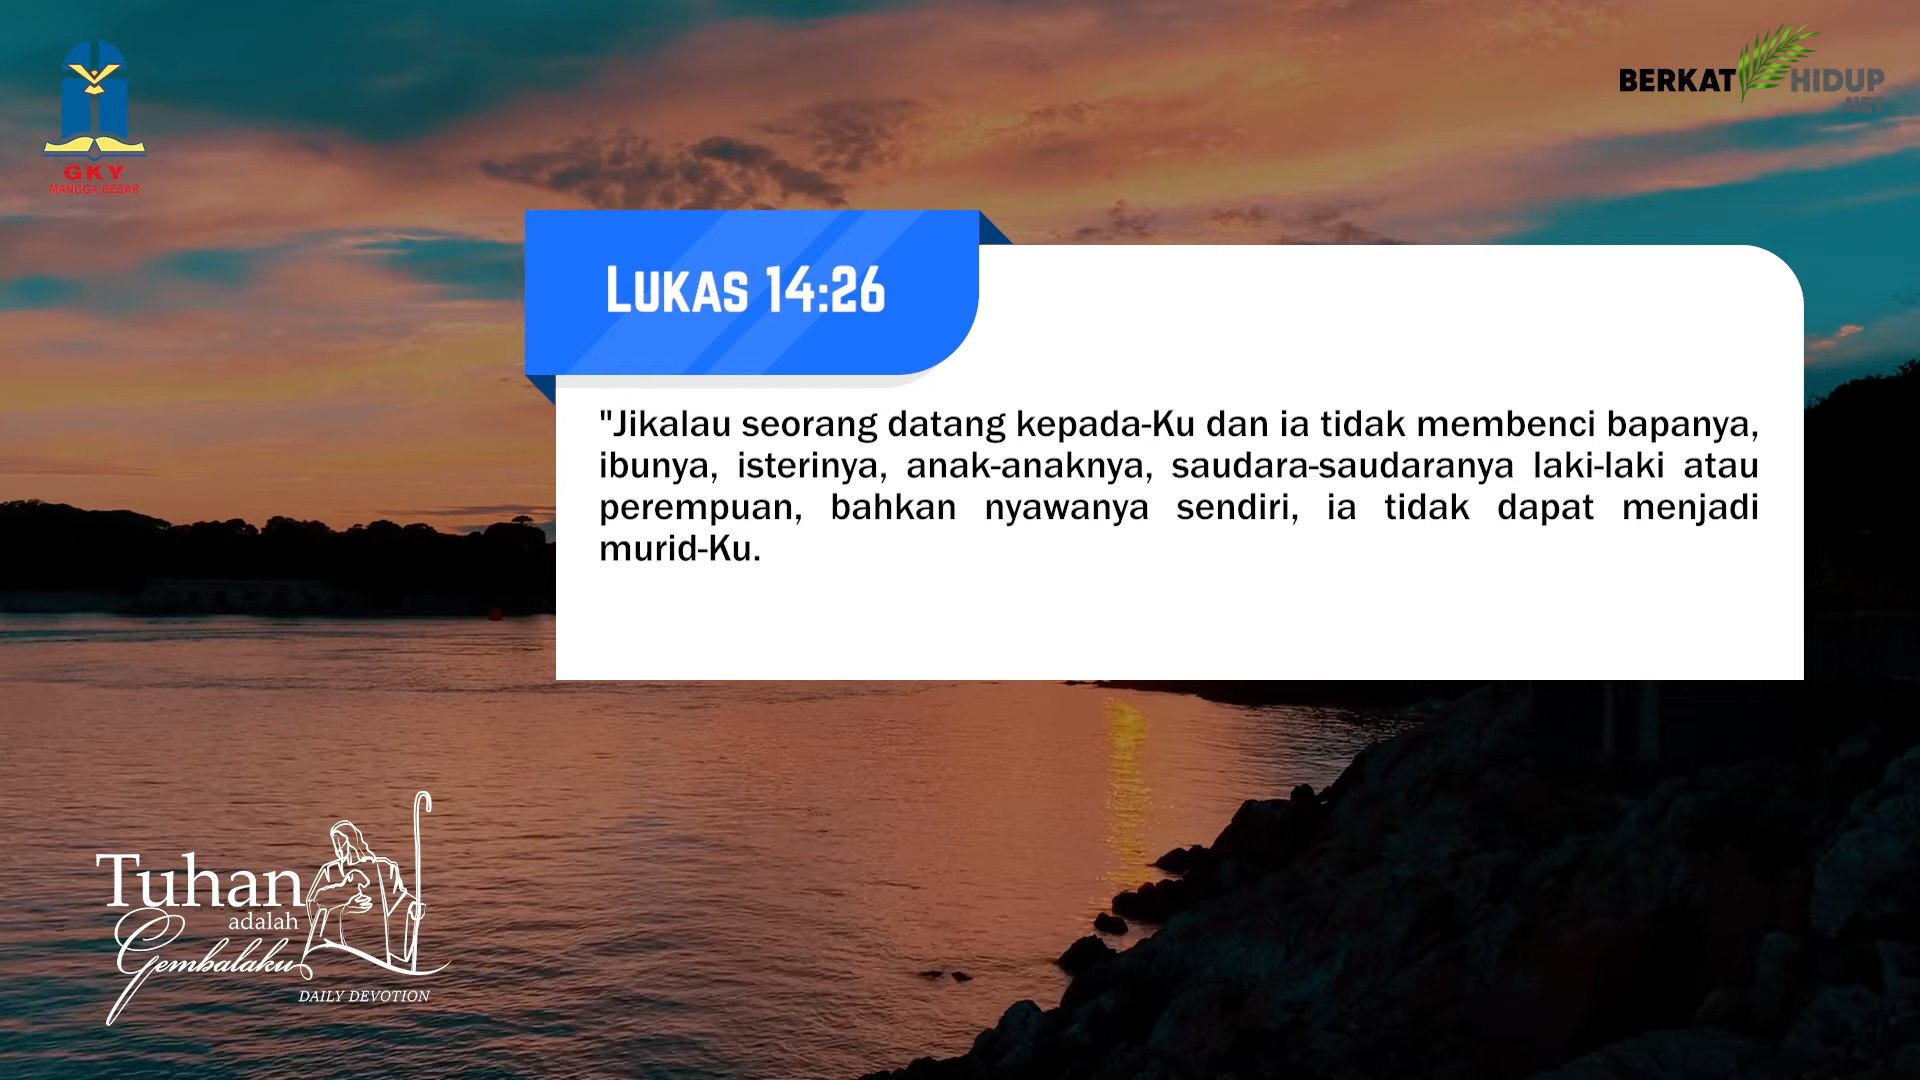 GKY
MANGGA BESAR
BERKAT HIDUP
.NET
LUKAS 14:26
"Jikalau seorang datang kepada-Ku dan ia tidak membenci bapanya,
ibunya, isterinya, anak-anaknya, saudara-saudaranya laki-laki atau
perempuan, bahkan nyawanya sendiri, ia tidak dapat menjadi
murid-Ku.
Tuhan
adalah
Gembalaku
DAILY DEVOTION